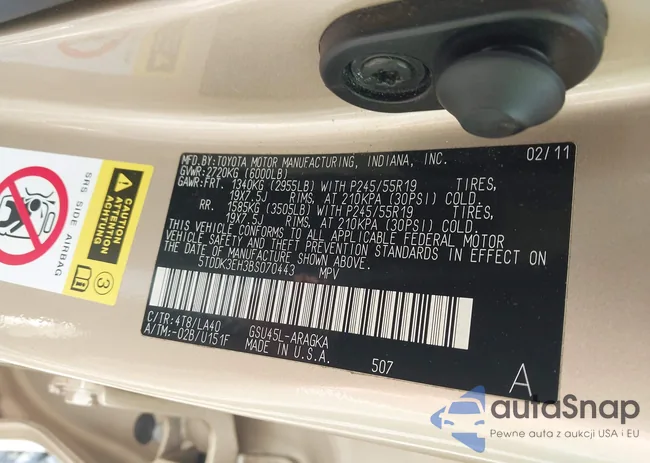 MFD.BY:TOYOTA MOTOR MANUFACTURING, INDIANA, INC. 02/11
GVWR:2720KG (6000LB)
GAWR:FRT. 1340KG (2955LB) WITH P245/55R19 TIRES,
19X7.5J RIMS, AT 210KPA (30PSI) COLD.
RR. 1585KG (3505LB) WITH P245/55R19 TIRES,
19X7.5J RIMS, AT 210KPA (30PSI) COLD.
THIS VEHICLE CONFORMS TO ALL APPLICABLE FEDERAL MOTOR
VEHICLE SAFETY AND THEFT PREVENTION STANDARDS IN EFFECT ON
THE DATE OF MANUFACTURE SHOWN ABOVE.
5TDDK3EH3BS070443 MPV
C/TR:4T8/LA40 GSU45L-ARAGKA
A/TM:-02B/U151F MADE IN U.S.A.
507
A
SRS SIDE AIRBAG
CAUTION
ATTENTION
ACHTUNG
3
autaSnap
Pewne auta z aukcji USA i EU